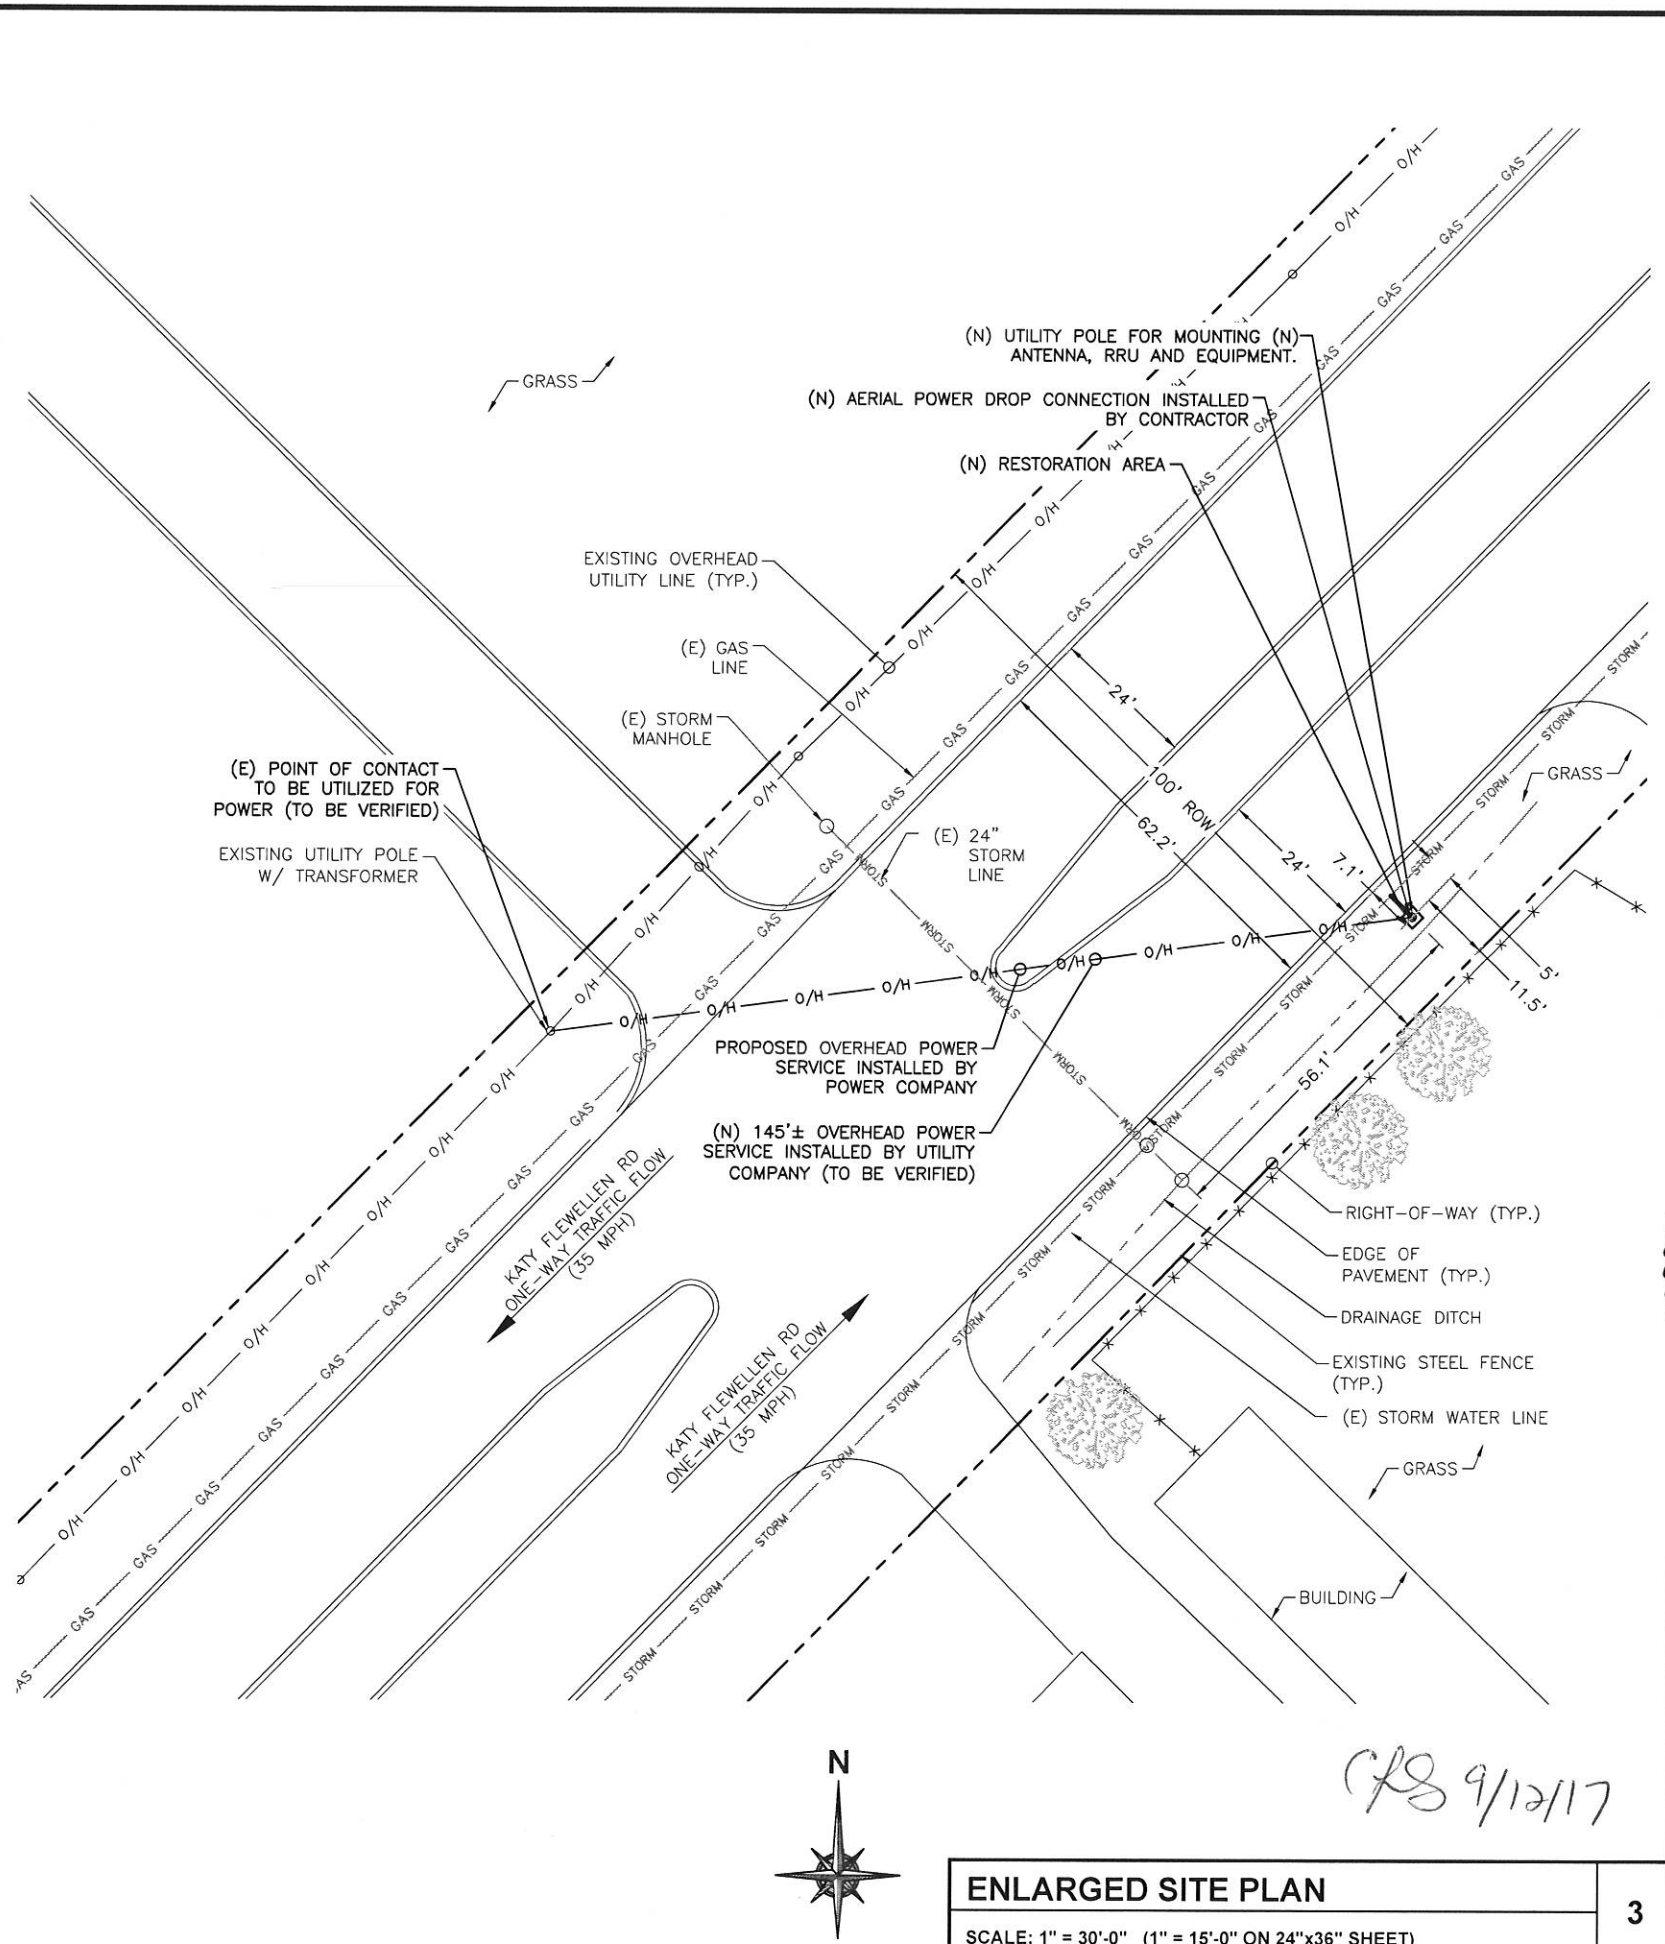 (N) UTILITY POLE FOR MOUNTING (N)
ANTENNA, RRU AND EQUIPMENT.
(N) AERIAL POWER DROP CONNECTION INSTALLED
BY CONTRACTOR
(N) RESTORATION AREA
GRASS
EXISTING OVERHEAD
UTILITY LINE (TYP.)
(E) GAS
LINE
(E) STORM
MANHOLE
(E) POINT OF CONTACT
TO BE UTILIZED FOR
POWER (TO BE VERIFIED)
EXISTING UTILITY POLE
W/ TRANSFORMER
(E) 24"
STORM
LINE
24'
100' ROW
62.2'
24'
7.1'
GRASS
5'
11.5'
56.1'
O/H
GAS
STORM
PROPOSED OVERHEAD POWER
SERVICE INSTALLED BY
POWER COMPANY
(N) 145'± OVERHEAD POWER
SERVICE INSTALLED BY UTILITY
COMPANY (TO BE VERIFIED)
KATY FLEWELLEN RD
ONE-WAY TRAFFIC FLOW
(35 MPH)
KATY FLEWELLEN RD
ONE-WAY TRAFFIC FLOW
(35 MPH)
RIGHT-OF-WAY (TYP.)
EDGE OF
PAVEMENT (TYP.)
DRAINAGE DITCH
EXISTING STEEL FENCE
(TYP.)
(E) STORM WATER LINE
GRASS
BUILDING
N
9/12/17
ENLARGED SITE PLAN
3
SCALE: 1" = 30'-0" (1" = 15'-0" ON 24"x36" SHEET)